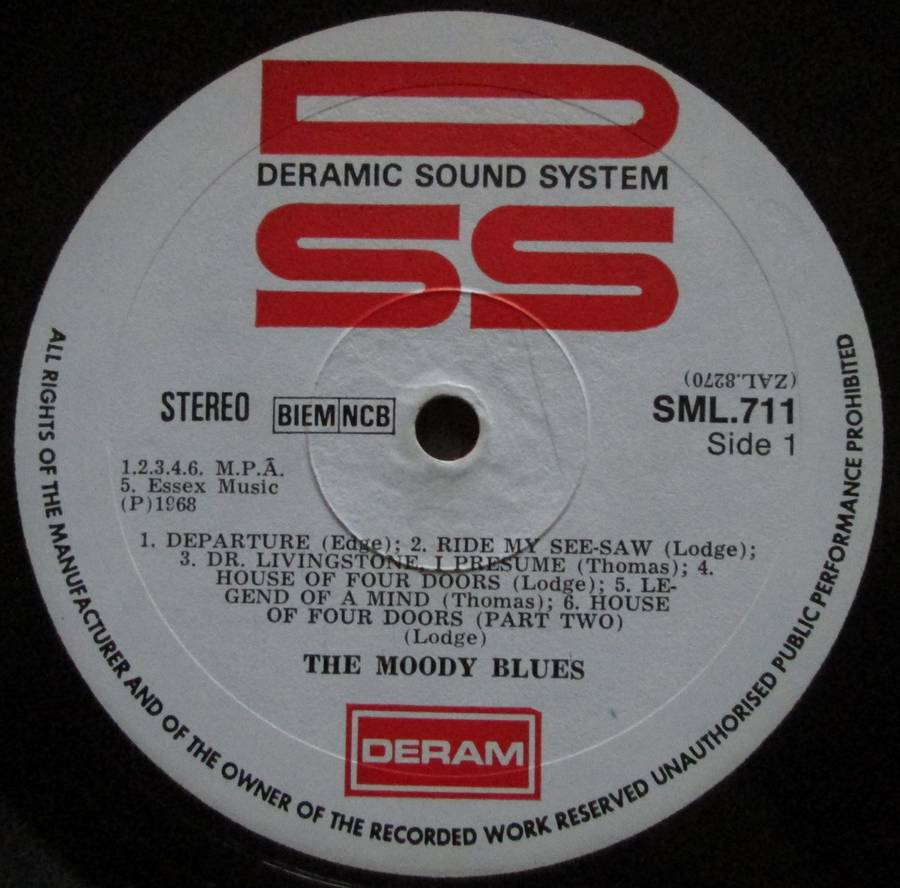 D
DERAMIC SOUND SYSTEM
SS
(ZAL.8270)
STEREO BIEM NCB SML.711
Side 1
1.2.3.4.6. M.P.Ā.
5. Essex Music
(P)1968
1. DEPARTURE (Edge); 2. RIDE MY SEE-SAW (Lodge);
3. DR. LIVINGSTONE, I PRESUME (Thomas); 4.
HOUSE OF FOUR DOORS (Lodge); 5. LE-
GEND OF A MIND (Thomas); 6. HOUSE
OF FOUR DOORS (PART TWO)
(Lodge)
THE MOODY BLUES
DERAM
ALL RIGHTS OF THE MANUFACTURER AND OF THE OWNER OF THE RECORDED WORK RESERVED UNAUTHORISED PUBLIC PERFORMANCE PROHIBITED